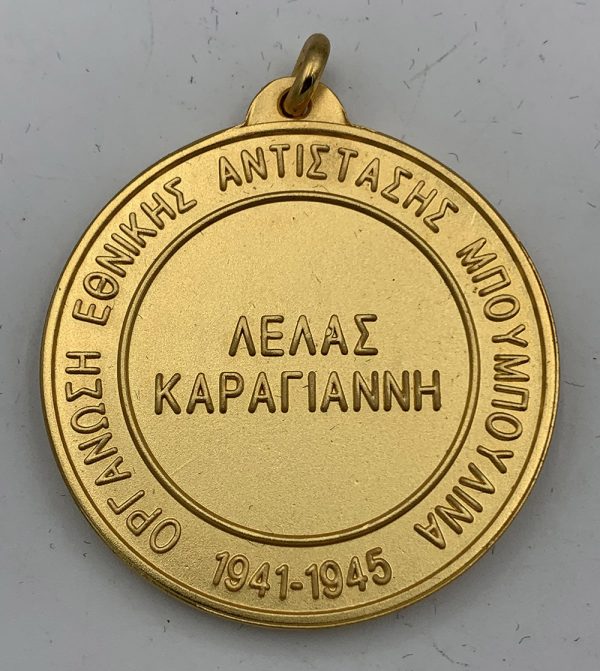 ΟΡΓΑΝΩΣΗ ΕΘΝΙΚΗΣ ΑΝΤΙΣΤΑΣΗΣ ΜΠΟΥΜΠΟΥΛΙΝΑ
ΛΕΛΑΣ
ΚΑΡΑΓΙΑΝΝΗ
1941-1945